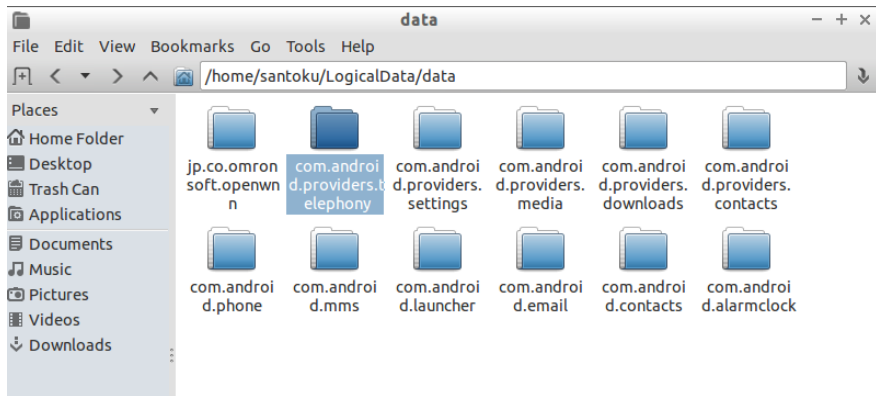 data
File Edit View Bookmarks Go Tools Help
/home/santoku/LogicalData/data
Places
Home Folder
Desktop
Trash Can
Applications
Documents
Music
Pictures
Videos
Downloads
jp.co.omron
soft.openwn
n
com.androi
d.providers.t
elephony
com.androi
d.providers.
settings
com.androi
d.providers.
media
com.androi
d.providers.
downloads
com.androi
d.providers.
contacts
com.androi
d.phone
com.androi
d.mms
com.androi
d.launcher
com.androi
d.email
com.androi
d.contacts
com.androi
d.alarmclock